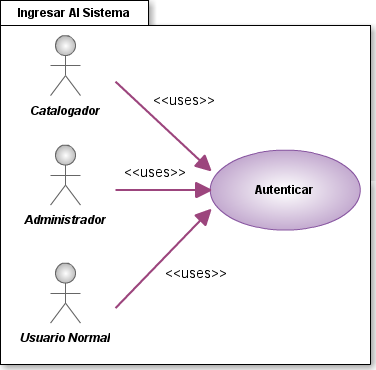 Ingresar Al Sistema
<<uses>>
Catalogador
<<uses>>
Autenticar
Administrador
<<uses>>
Usuario Normal